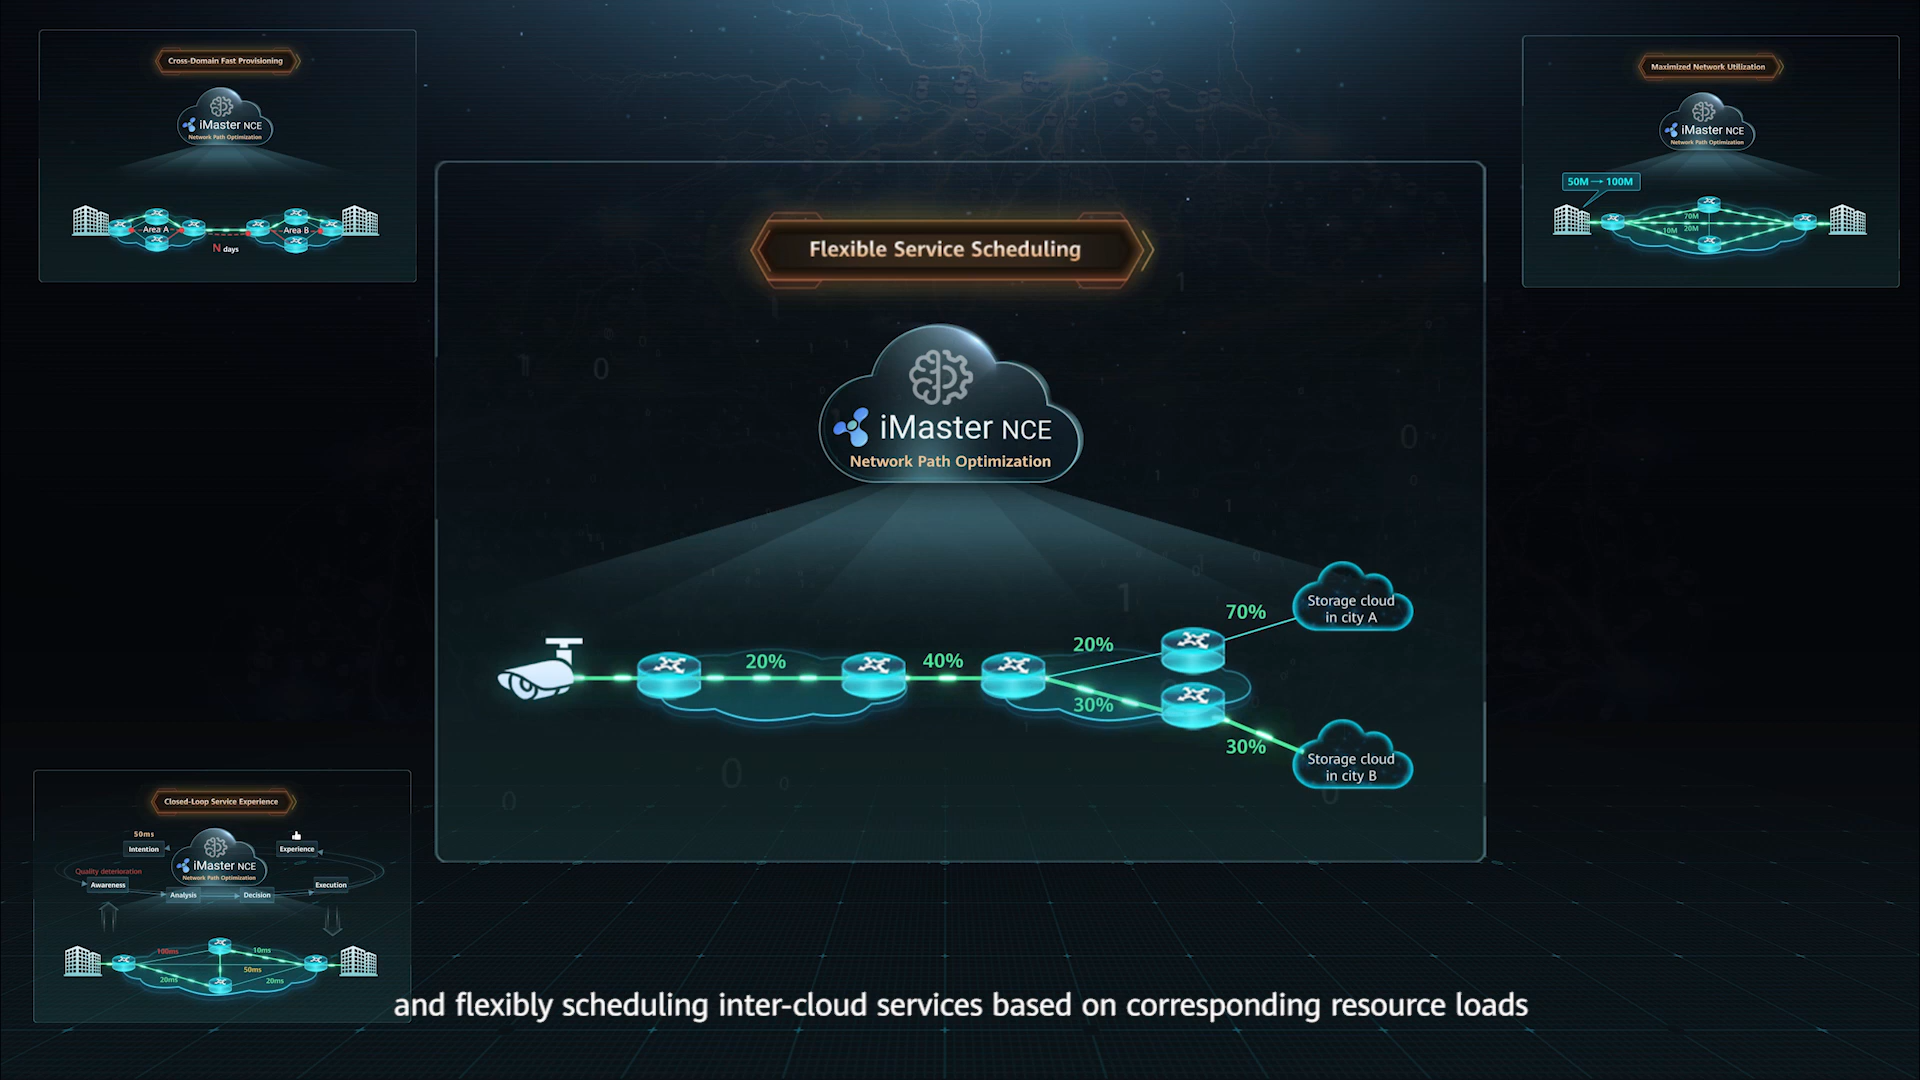 Cross-Domain Fast Provisioning
iMaster NCE
Network Path Optimization
Area A
Area B
N days
Maximized Network Utilization
iMaster NCE
Network Path Optimization
50M → 100M
70M
10M
20M
Flexible Service Scheduling
iMaster NCE
Network Path Optimization
20%
40%
20%
70%
30%
30%
Storage cloud
in city A
Storage cloud
in city B
Closed-Loop Service Experience
50ms
Intention
iMaster NCE
Network Path Optimization
Experience
Quality deterioration
Awareness
Analysis
Decision
Execution
100ms
10ms
50ms
20ms
20ms
and flexibly scheduling inter-cloud services based on corresponding resource loads